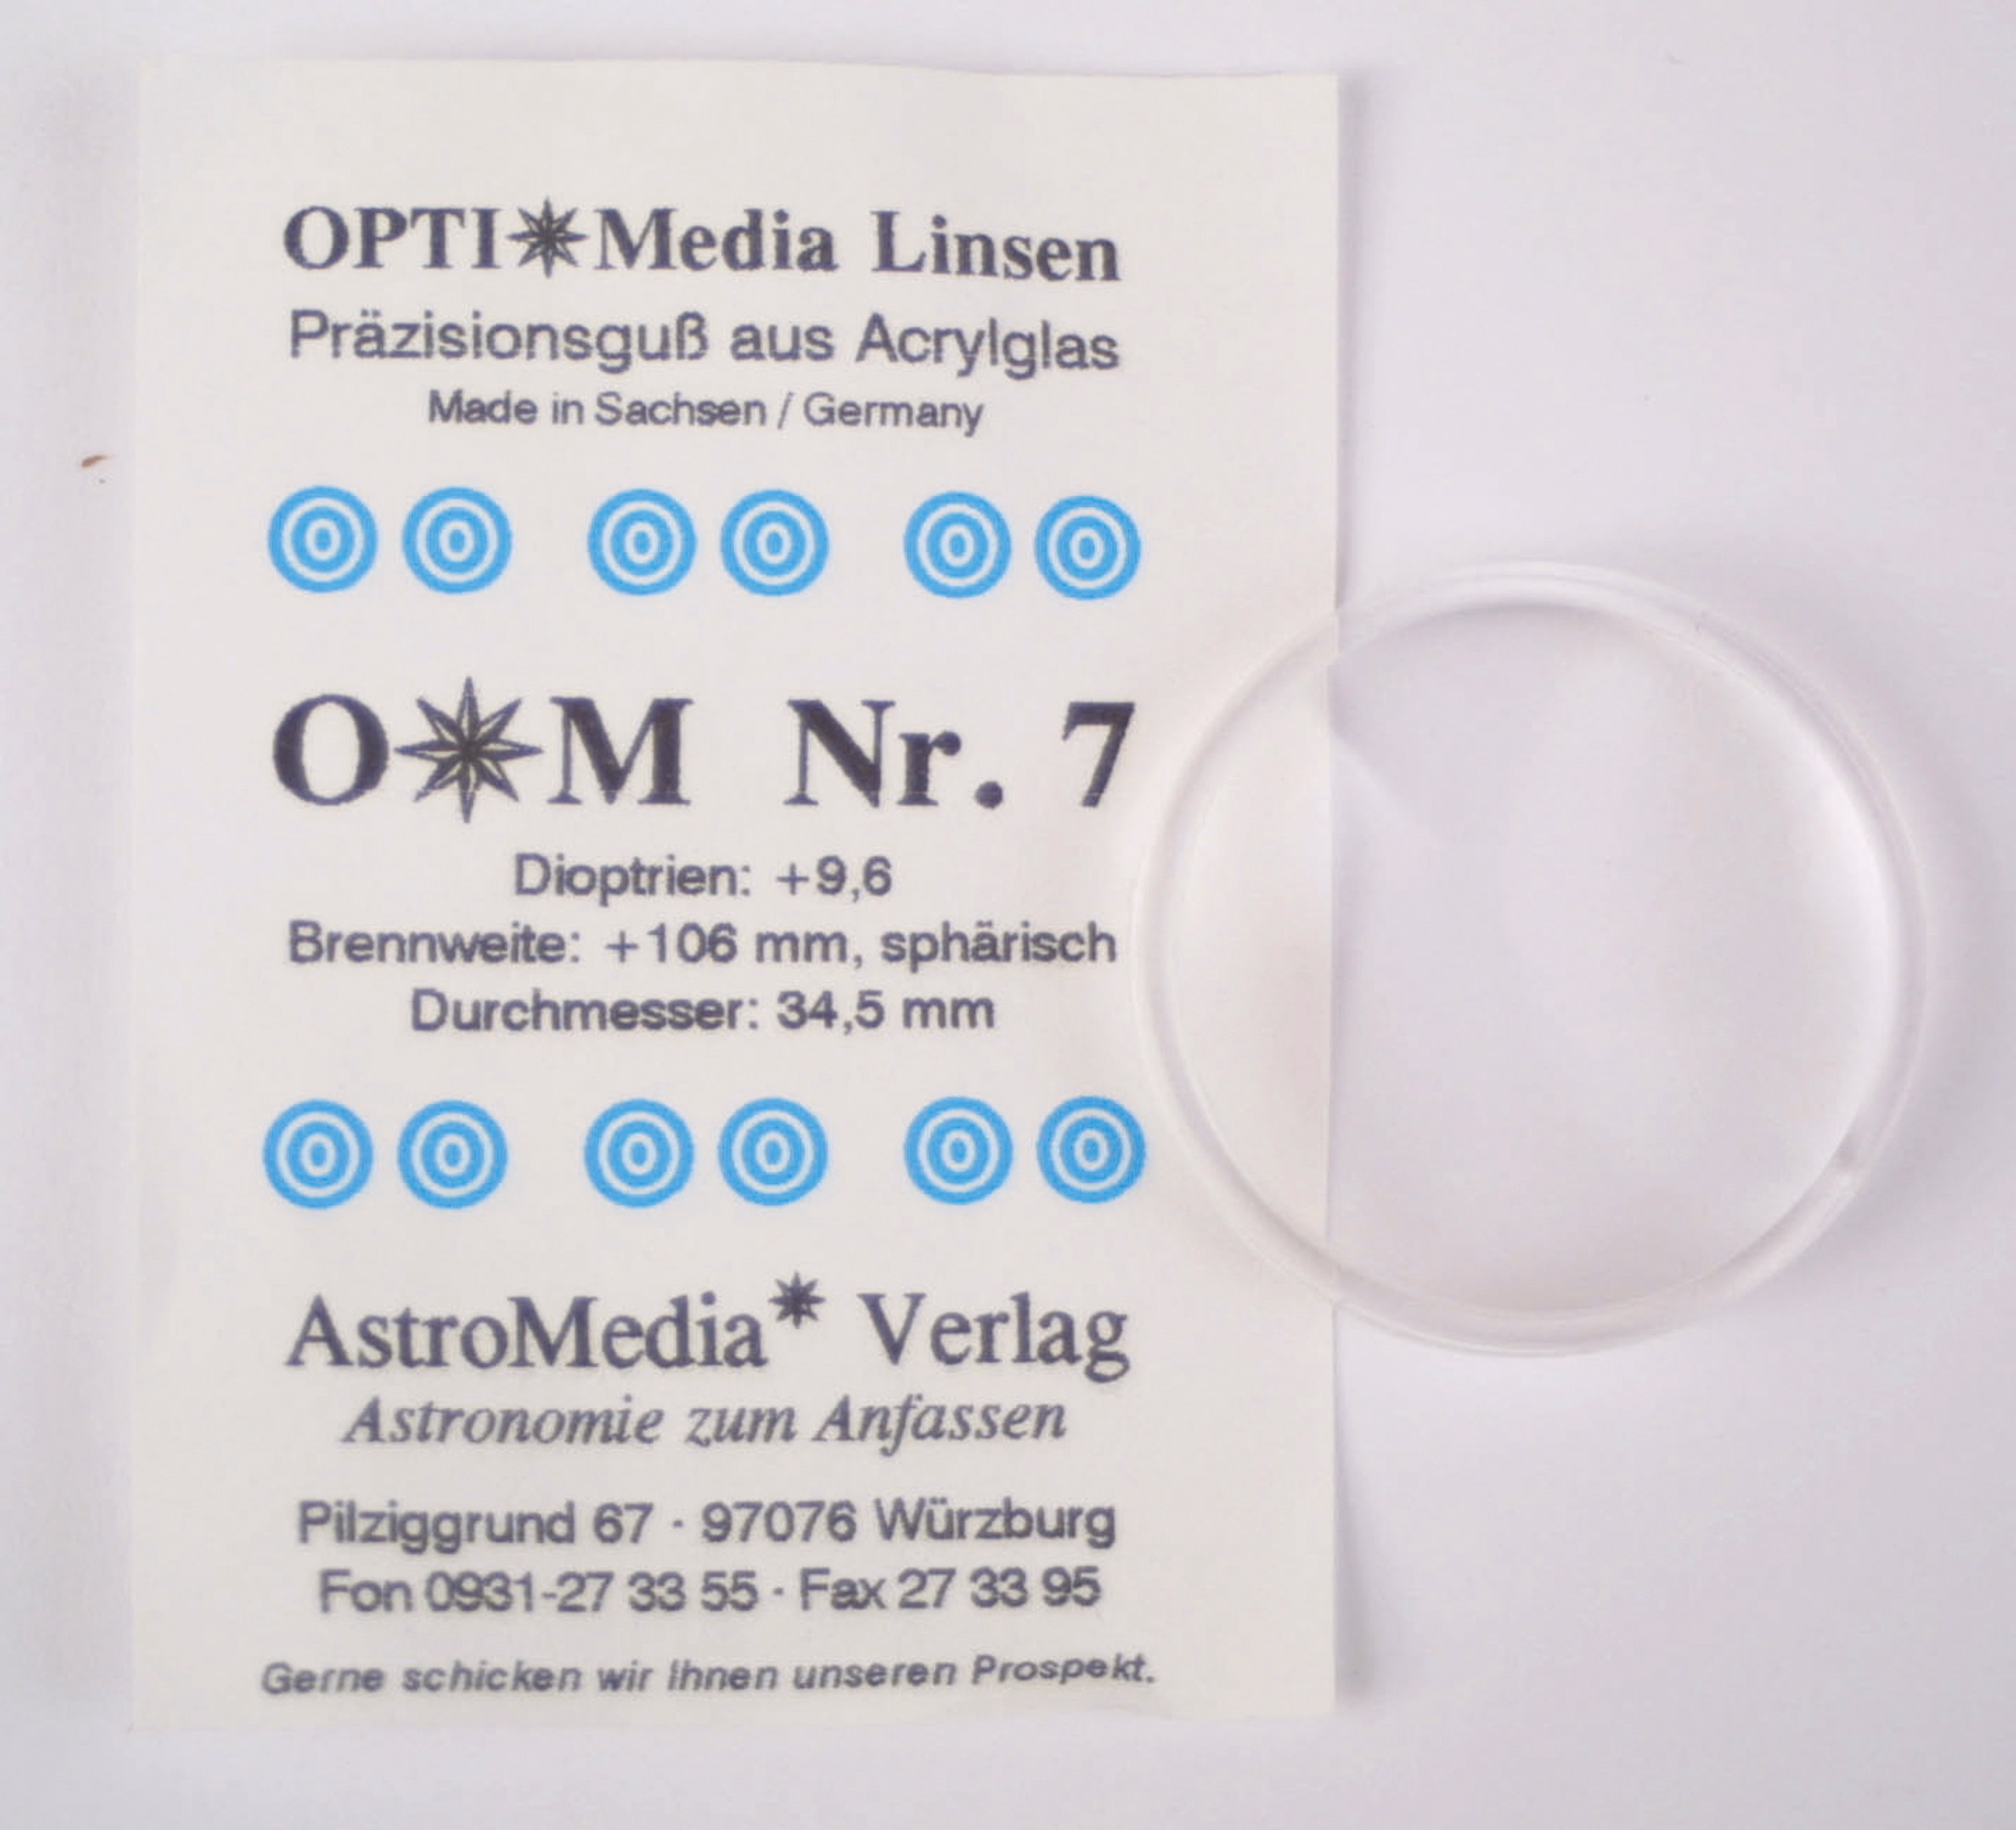 OPTI*Media Linsen
Präzisionsguß aus Acrylglas
Made in Sachsen / Germany
O*M Nr. 7
Dioptrien: +9,6
Brennweite: +106 mm, sphärisch
Durchmesser: 34,5 mm
AstroMedia* Verlag
Astronomie zum Anfassen
Pilziggrund 67 · 97076 Würzburg
Fon 0931-27 33 55 · Fax 27 33 95
Gerne schicken wir Ihnen unseren Prospekt.